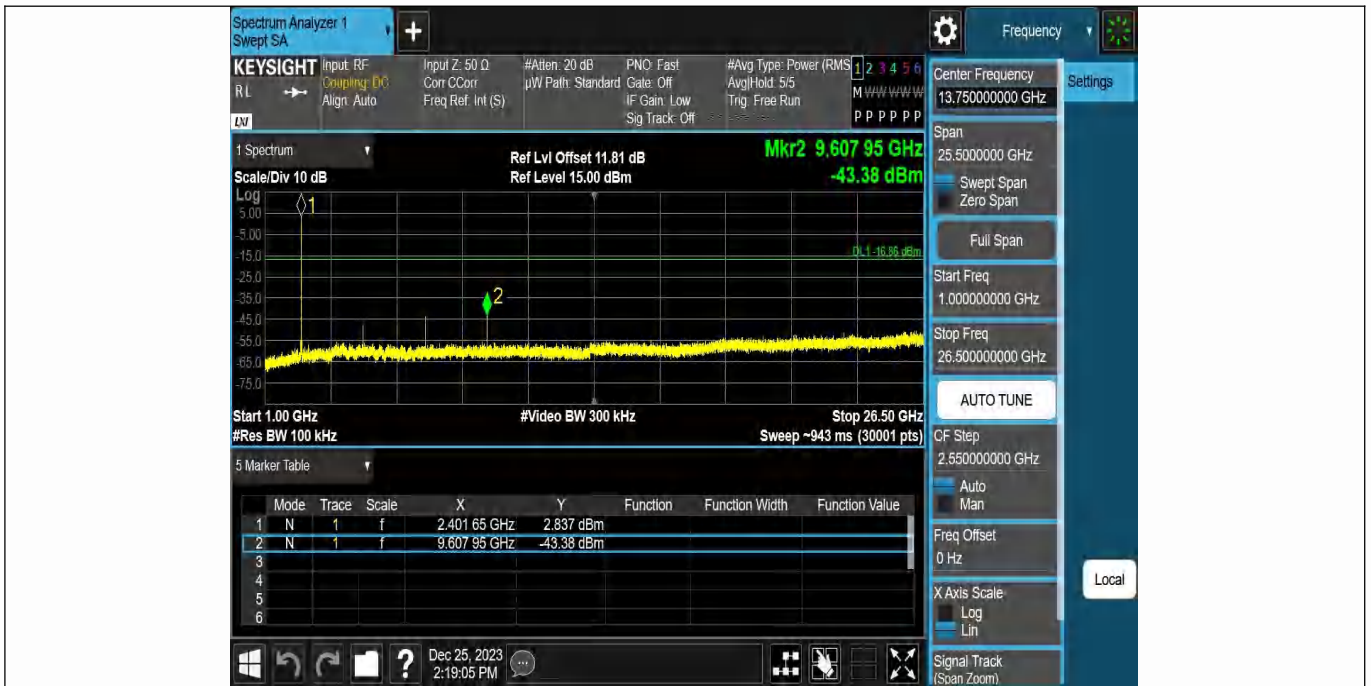 Spectrum Analyzer 1
Swept SA
+
Frequency
KEYSIGHT
RL
LXI
Input: RF
Coupling: DC
Align: Auto
Input Z: 50 Ω
Corr CCorr
Freq Ref: Int (S)
#Atten: 20 dB
µW Path: Standard
PNO: Fast
Gate: Off
IF Gain: Low
Sig Track: Off
#Avg Type: Power (RMS
Avg|Hold: 5/5
Trig: Free Run
1 2 3 4 5 6
M W W W W W
P P P P P P
1 Spectrum
Scale/Div 10 dB
Ref Lvl Offset 11.81 dB
Ref Level 15.00 dBm
Mkr2 9.607 95 GHz
-43.38 dBm
Log
5.00
-5.00
-15.0
-25.0
-35.0
-45.0
-55.0
-65.0
-75.0
1
2
DL1 -16.86 dBm
Start 1.00 GHz
#Res BW 100 kHz
#Video BW 300 kHz
Stop 26.50 GHz
Sweep ~943 ms (30001 pts)
5 Marker Table
Mode Trace Scale X Y Function Function Width Function Value
1 N 1 f 2.401 65 GHz 2.837 dBm
2 N 1 f 9.607 95 GHz -43.38 dBm
3
4
5
6
Dec 25, 2023
2:19:05 PM
Center Frequency
13.750000000 GHz
Settings
Span
25.5000000 GHz
Swept Span
Zero Span
Full Span
Start Freq
1.000000000 GHz
Stop Freq
26.500000000 GHz
AUTO TUNE
CF Step
2.550000000 GHz
Auto
Man
Freq Offset
0 Hz
X Axis Scale
Log
Lin
Local
Signal Track
(Span Zoom)